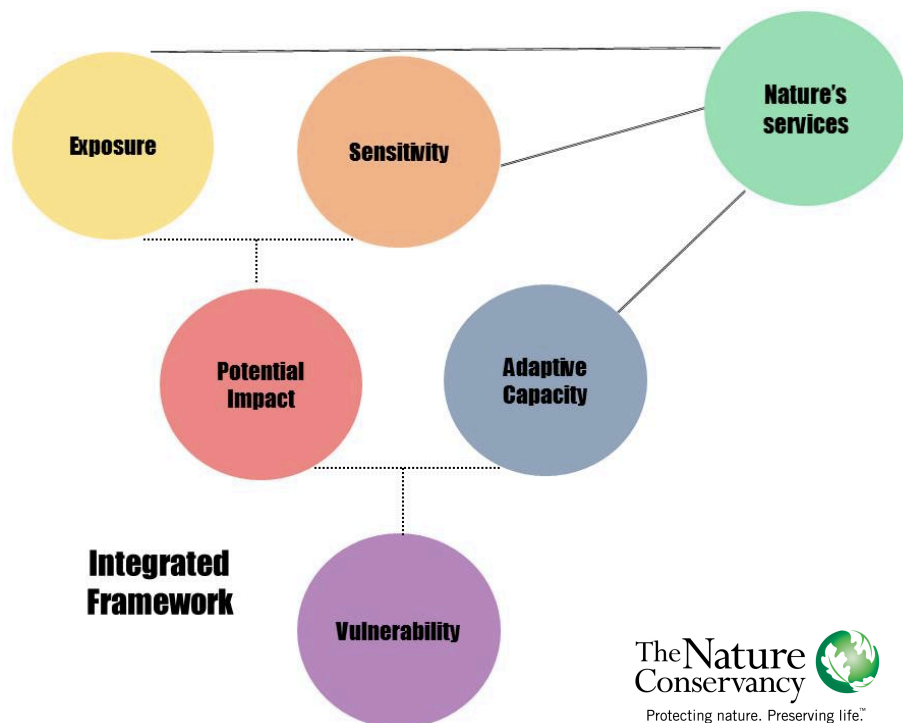 Exposure
Sensitivity
Nature's
services
Potential
Impact
Adaptive
Capacity
Integrated
Framework
Vulnerability
The Nature
Conservancy
Protecting nature. Preserving life.™